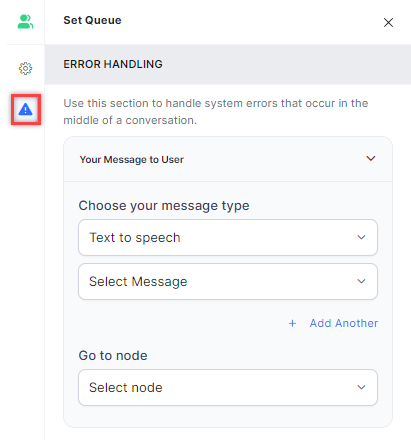 Set Queue
ERROR HANDLING
Use this section to handle system errors that occur in the
middle of a conversation.
Your Message to User
Choose your message type
Text to speech
Select Message
+ Add Another
Go to node
Select node